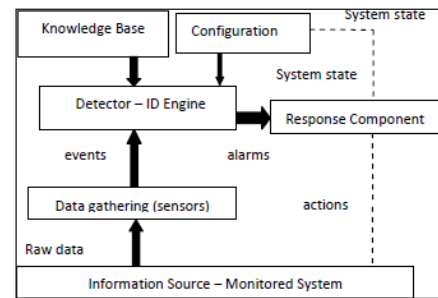 System state
Knowledge Base
Configuration
System state
Detector – ID Engine
Response Component
events
alarms
Data gathering (sensors)
actions
Raw data
Information Source – Monitored System